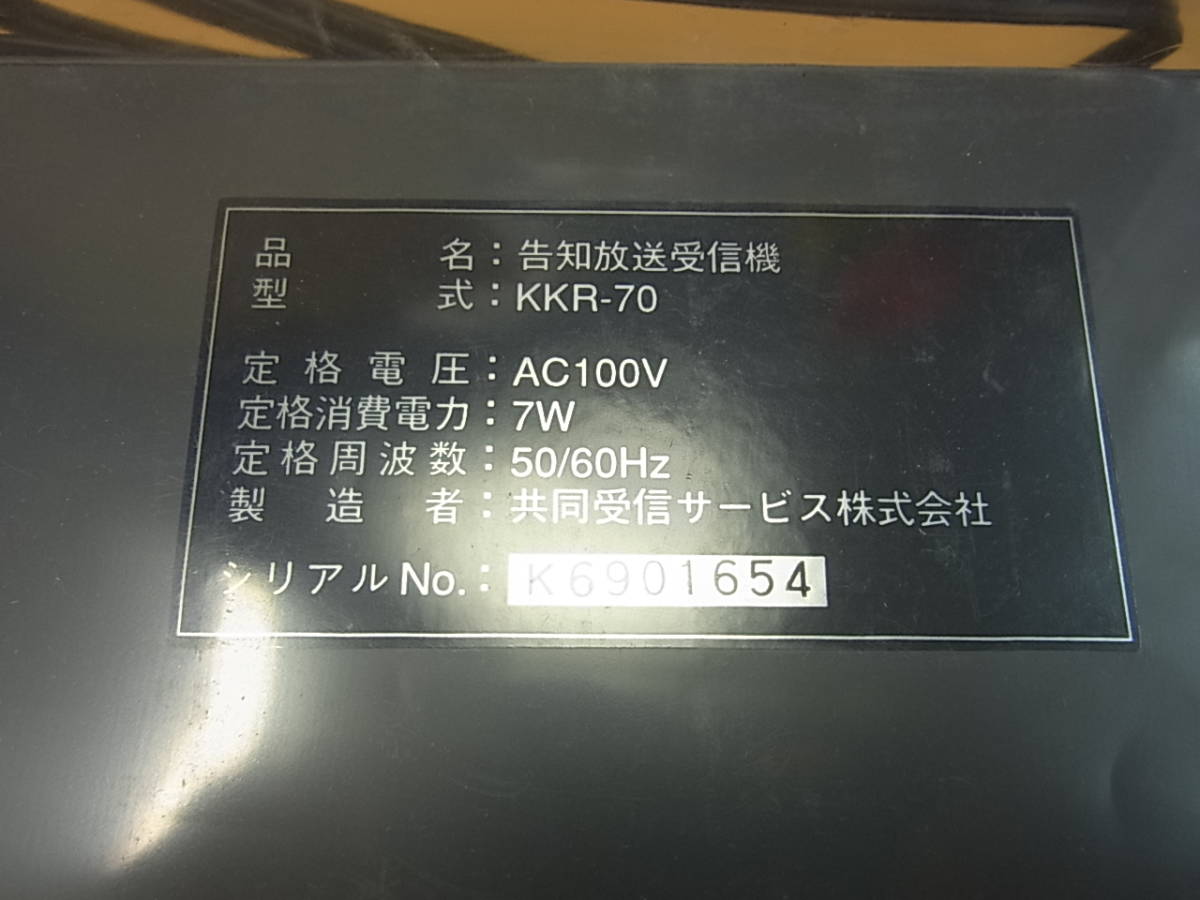 品名：告知放送受信機
型式：KKR-70
定格電圧：AC100V
定格消費電力：7W
定格周波数：50/60Hz
製造者：共同受信サービス株式会社
シリアルNo.：K6901654